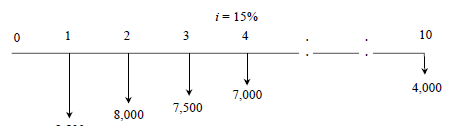 i = 15%
0 1 2 3 4 . . 10
. .
7,000
4,000
7,500
8,000